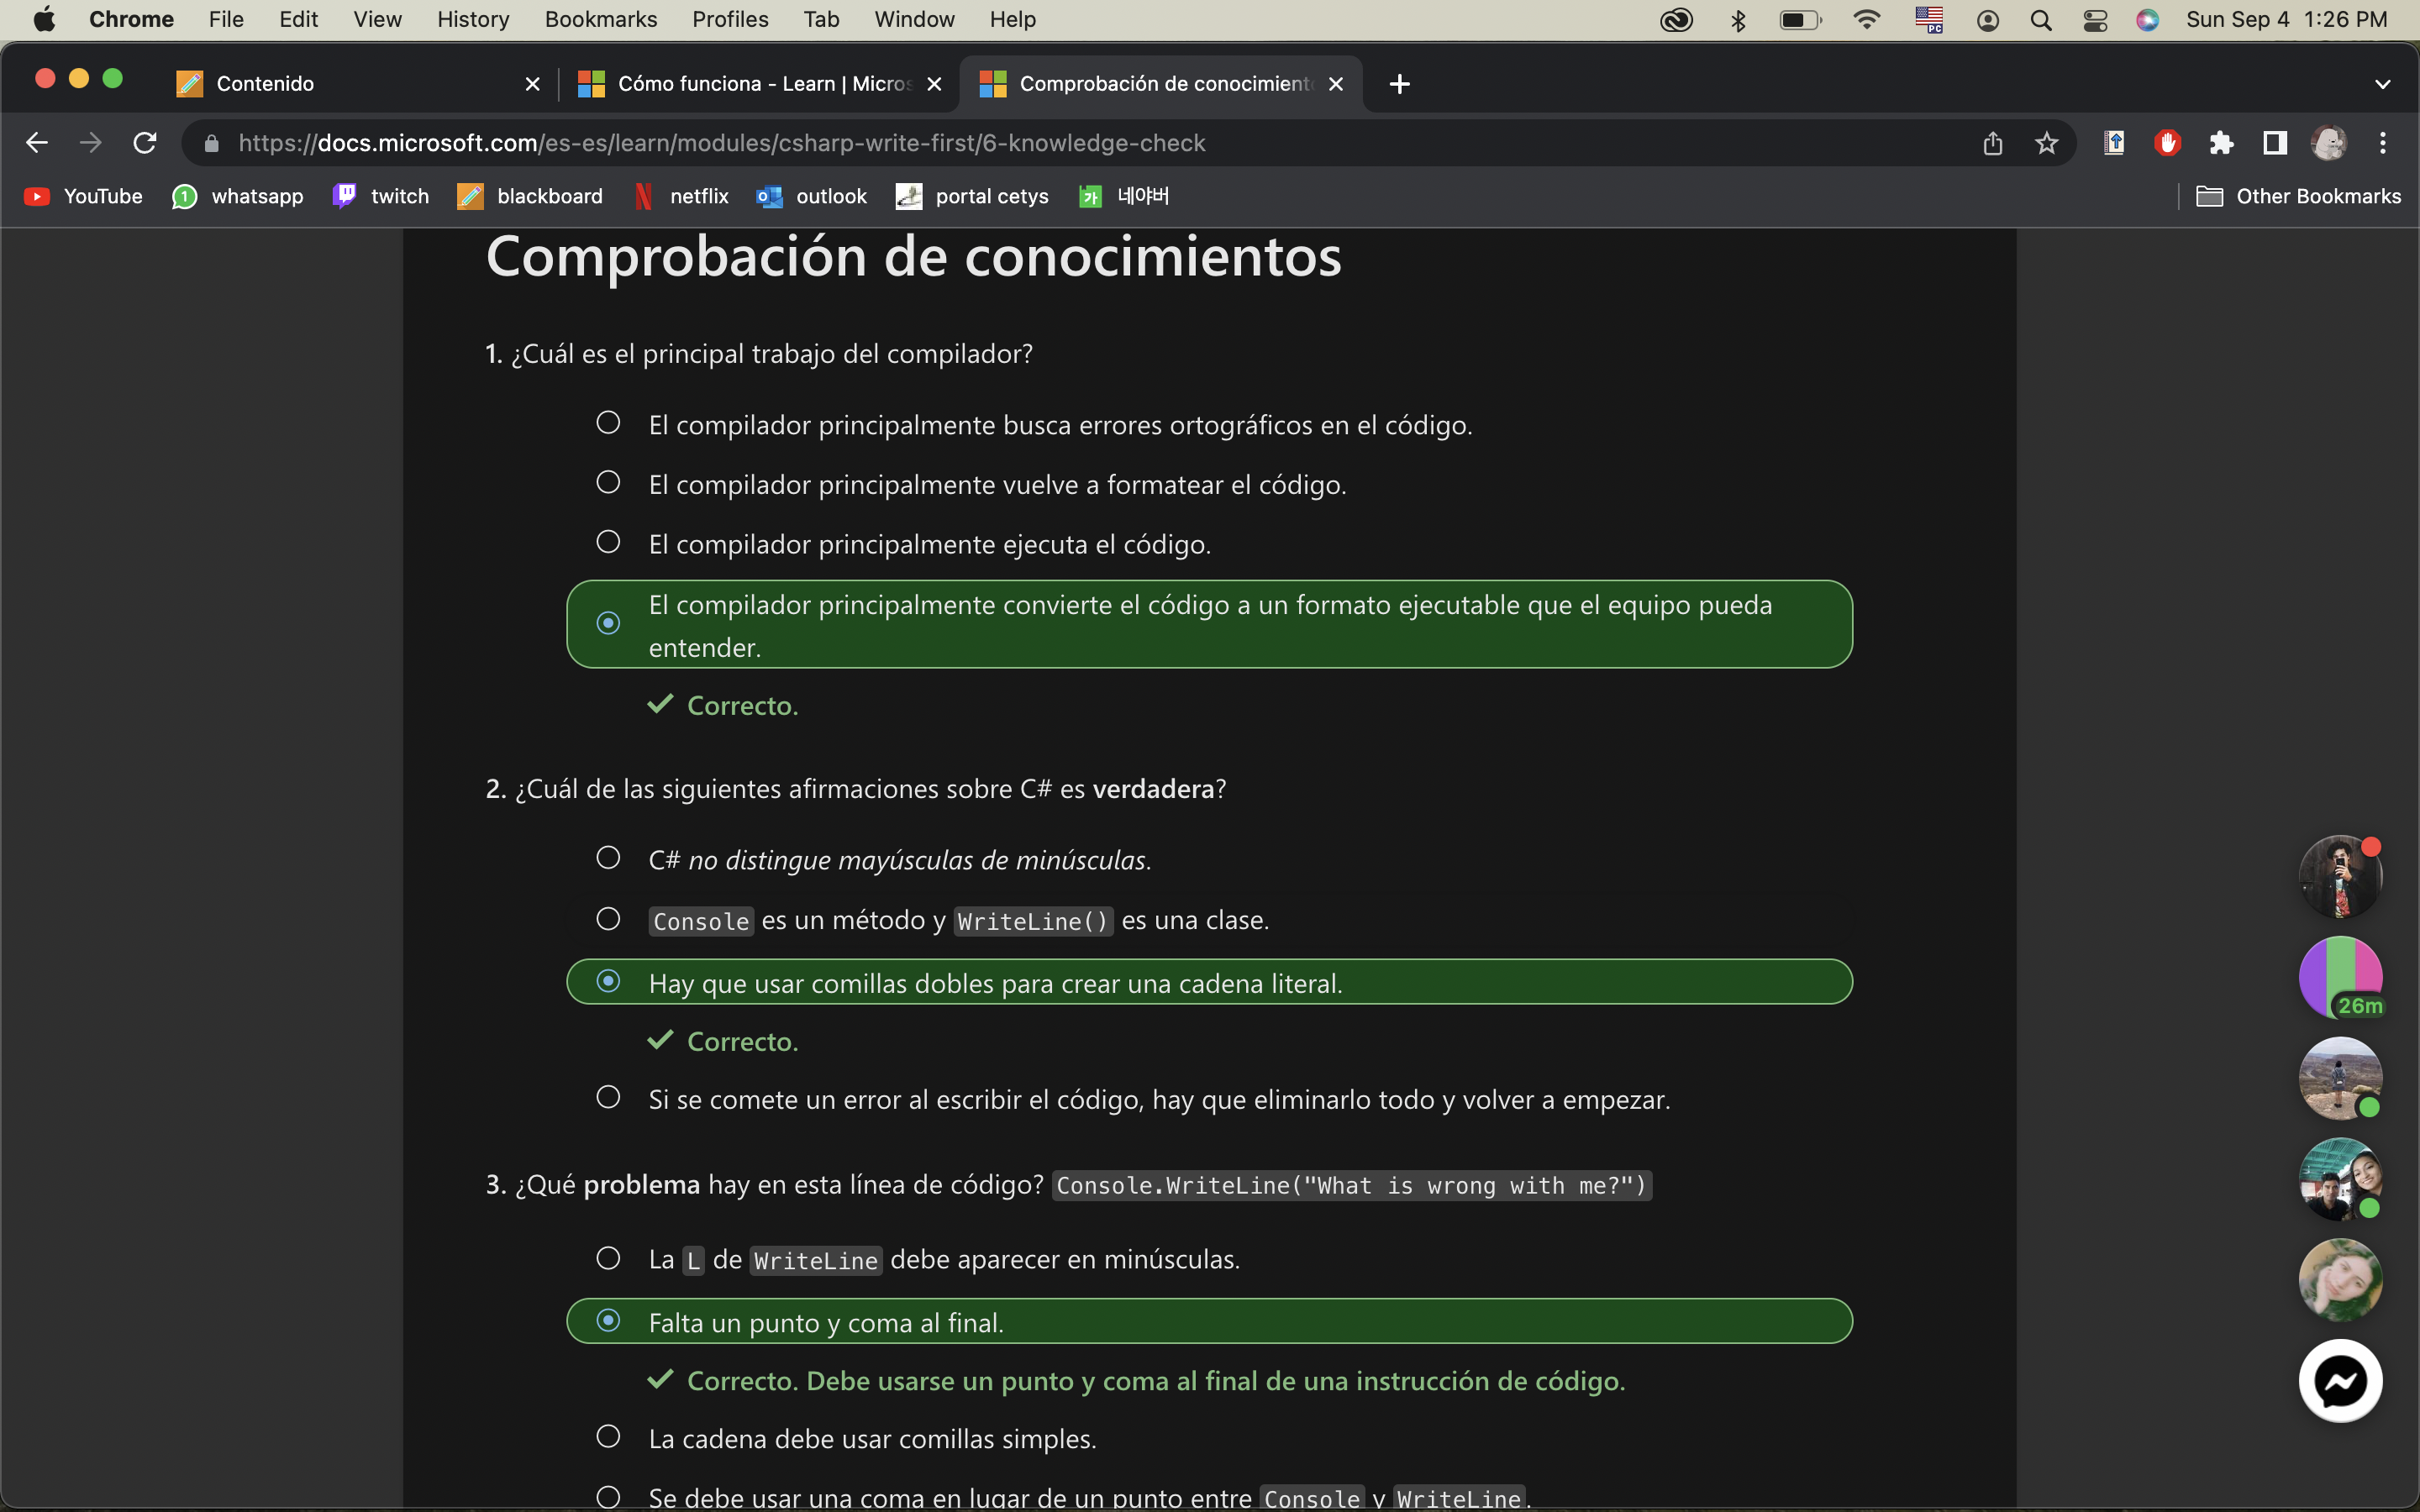 Chrome File Edit View History Bookmarks Profiles Tab Window Help Sun Sep 4 1:26 PM
Contenido Cómo funciona - Learn | Micros Comprobación de conocimient
https://docs.microsoft.com/es-es/learn/modules/csharp-write-first/6-knowledge-check
YouTube whatsapp twitch blackboard netflix outlook portal cetys 네야버 Other Bookmarks
Comprobación de conocimientos
1. ¿Cuál es el principal trabajo del compilador?
El compilador principalmente busca errores ortográficos en el código.
El compilador principalmente vuelve a formatear el código.
El compilador principalmente ejecuta el código.
El compilador principalmente convierte el código a un formato ejecutable que el equipo pueda
entender.
Correcto.
2. ¿Cuál de las siguientes afirmaciones sobre C# es verdadera?
C# no distingue mayúsculas de minúsculas.
Console es un método y WriteLine() es una clase.
Hay que usar comillas dobles para crear una cadena literal.
Correcto.
Si se comete un error al escribir el código, hay que eliminarlo todo y volver a empezar.
26m
3. ¿Qué problema hay en esta línea de código? Console.WriteLine("What is wrong with me?")
La L de WriteLine debe aparecer en minúsculas.
Falta un punto y coma al final.
Correcto. Debe usarse un punto y coma al final de una instrucción de código.
La cadena debe usar comillas simples.
Se debe usar una coma en lugar de un punto entre Console y WriteLine.